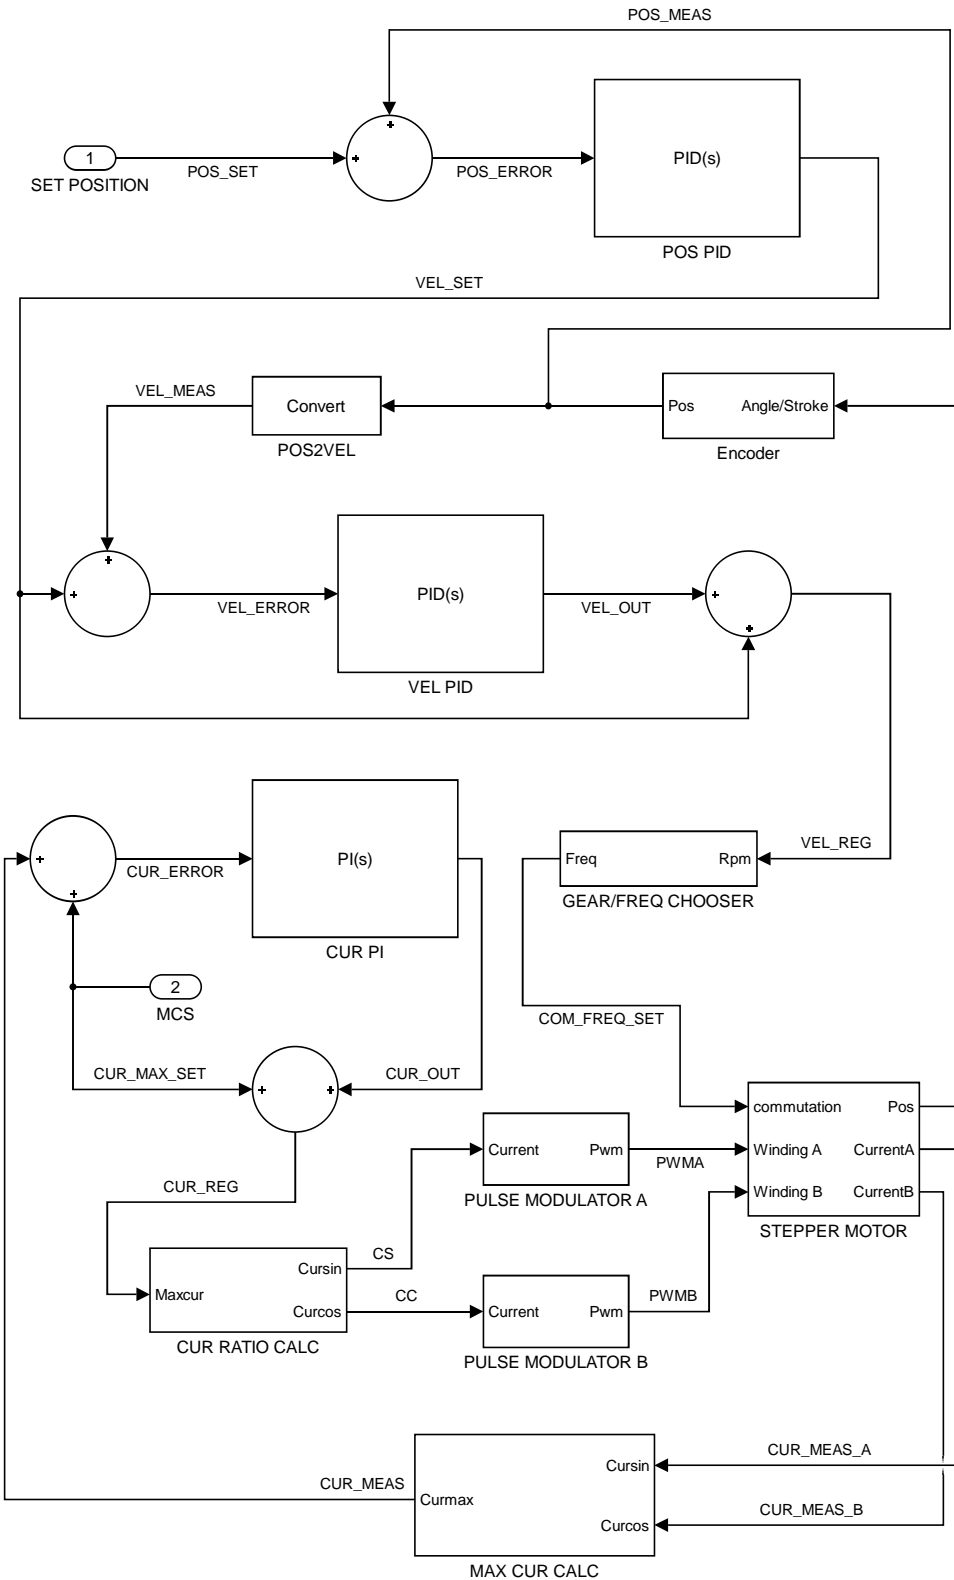 POS_MEAS
+
1
+
PID(s)
POS_SET
POS_ERROR
SET POSITION
POS PID
VEL_SET
VEL_MEAS
Convert
Pos
Angle/Stroke
POS2VEL
Encoder
+
+
PID(s)
+
VEL_ERROR
VEL_OUT
+
VEL PID
VEL_REG
+
PI(s)
Freq
Rpm
CUR_ERROR
+
GEAR/FREQ CHOOSER
CUR PI
2
MCS
COM_FREQ_SET
CUR_MAX_SET
CUR_OUT
+
+
commutation
Pos
Current
Pwm
Winding A
CurrentA
PWMA
CUR_REG
PULSE MODULATOR A
Winding B
CurrentB
STEPPER MOTOR
CS
Cursin
Maxcur
CC
PWMB
Curcos
Current
Pwm
CUR RATIO CALC
PULSE MODULATOR B
CUR_MEAS_A
Cursin
CUR_MEAS
Curmax
CUR_MEAS_B
Curcos
MAX CUR CALC